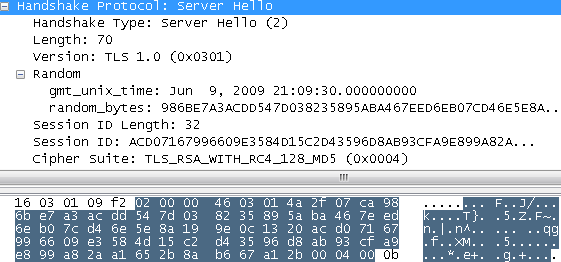 Handshake Protocol: Server Hello
Handshake Type: Server Hello (2)
Length: 70
Version: TLS 1.0 (0x0301)
Random
gmt_unix_time: Jun  9, 2009 21:09:30.000000000
random_bytes: 986BE7A3ACDD547D038235895ABA467EED6EB07CD46E5E8A...
Session ID Length: 32
Session ID: ACD07167996609E3584D15C2D43596D8AB93CFA9E899A82A...
Cipher Suite: TLS_RSA_WITH_RC4_128_MD5 (0x0004)
16 03 01 09 f2 02 00 00 46 03 01 4a 2f 07 ca 98 ........ F..J/...
6b e7 a3 ac dd 54 7d 03 82 35 89 5a ba 46 7e ed k....T}. .5.Z.F~.
6e b0 7c d4 6e 5e 8a 19 9e 0c 13 20 ac d0 71 67 n.|.n^.. ... ..qg
99 66 09 e3 58 4d 15 c2 d4 35 96 d8 ab 93 cf a9 .f..XM.. .5......
e8 99 a8 2a a1 65 2b 8a b6 67 a1 2b 00 04 00 0b ...*.e+. .g.+....